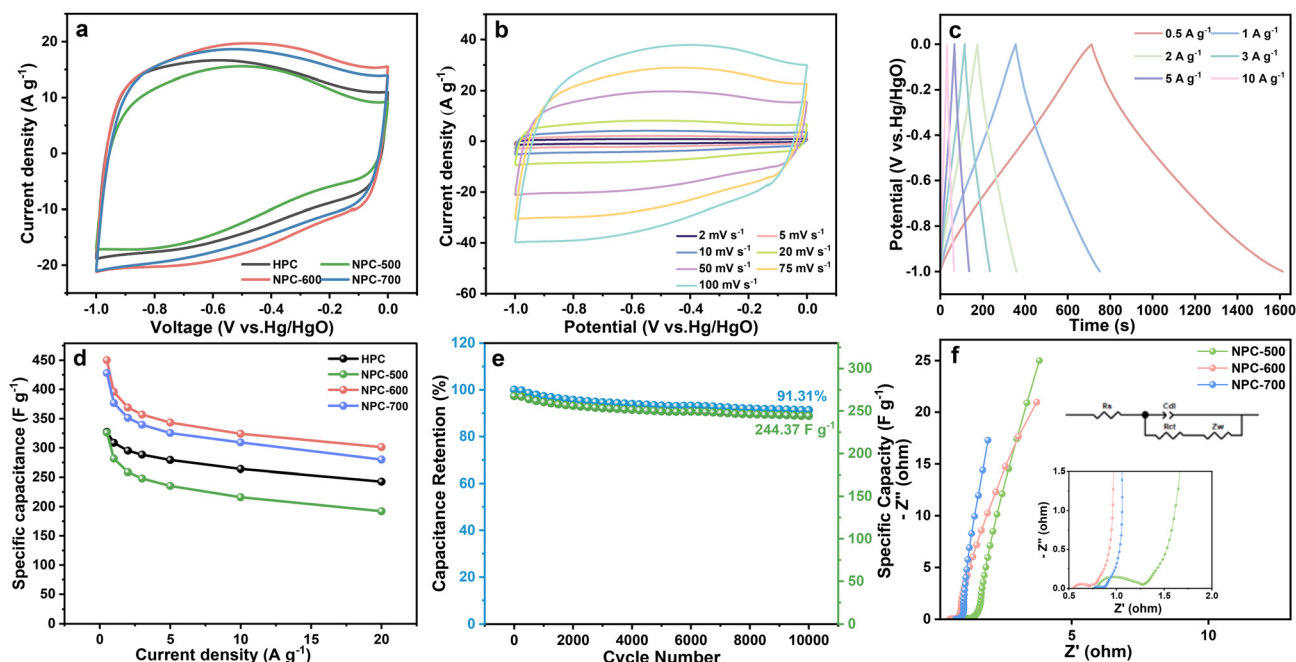 a
Current density (A g⁻¹)
20
10
0
-10
-20
HPC
NPC-500
NPC-600
NPC-700
-1.0
-0.8
-0.6
-0.4
-0.2
0.0
Voltage (V vs.Hg/HgO)
b
Current density (A g⁻¹)
60
40
20
0
-20
-40
-60
2 mV s⁻¹
5 mV s⁻¹
10 mV s⁻¹
20 mV s⁻¹
50 mV s⁻¹
75 mV s⁻¹
100 mV s⁻¹
-1.0
-0.8
-0.6
-0.4
-0.2
0.0
Potential (V vs.Hg/HgO)
c
Potential (V vs.Hg/HgO)
0.0
-0.2
-0.4
-0.6
-0.8
-1.0
0.5 A g⁻¹
1 A g⁻¹
2 A g⁻¹
3 A g⁻¹
5 A g⁻¹
10 A g⁻¹
0
200
400
600
800
1000
1200
1400
1600
Time (s)
d
Specific capacitance (F g⁻¹)
450
400
350
300
250
200
150
100
50
0
HPC
NPC-500
NPC-600
NPC-700
0
5
10
15
20
Current density (A g⁻¹)
e
Capacitance Retention (%)
120
100
80
60
40
20
0
91.31%
244.37 F g⁻¹
300
250
200
150
100
50
0
Specific Capacity (F g⁻¹)
0
2000
4000
6000
8000
10000
Cycle Number
f
- Z'' (ohm)
25
20
15
10
5
0
NPC-500
NPC-600
NPC-700
Rs
Cdl
Rct
Zw
- Z'' (ohm)
1.5
1.0
0.5
0.0
0.5
1.0
1.5
2.0
Z' (ohm)
5
10
Z' (ohm)